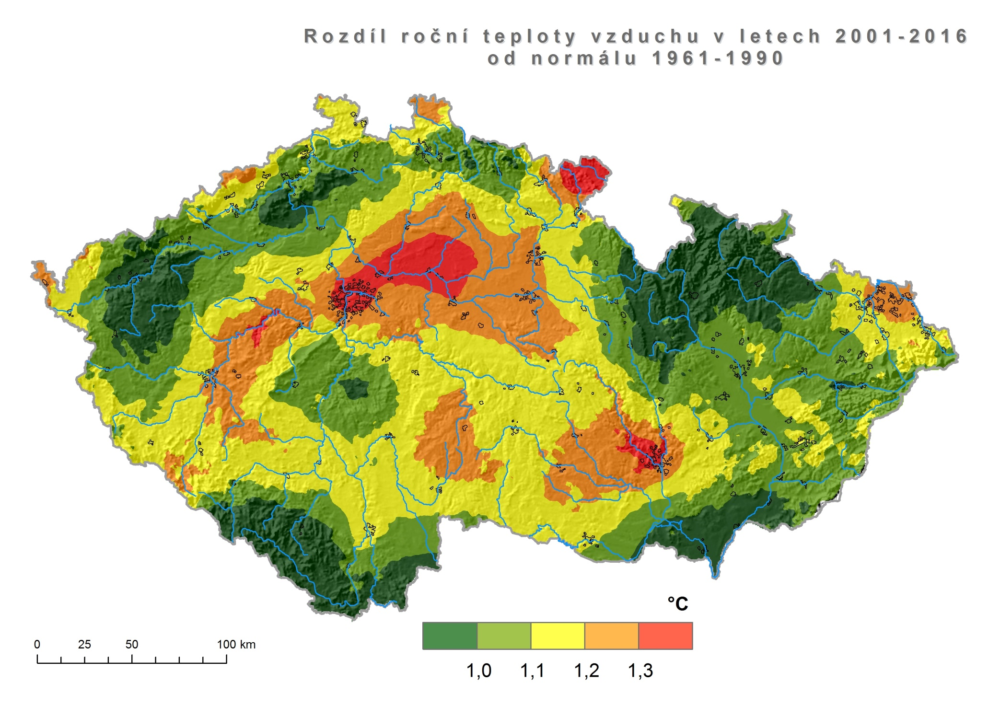 Rozdíl roční teploty vzduchu v letech 2001-2016
od normálu 1961-1990
°C
0 25 50 100 km
1,0 1,1 1,2 1,3